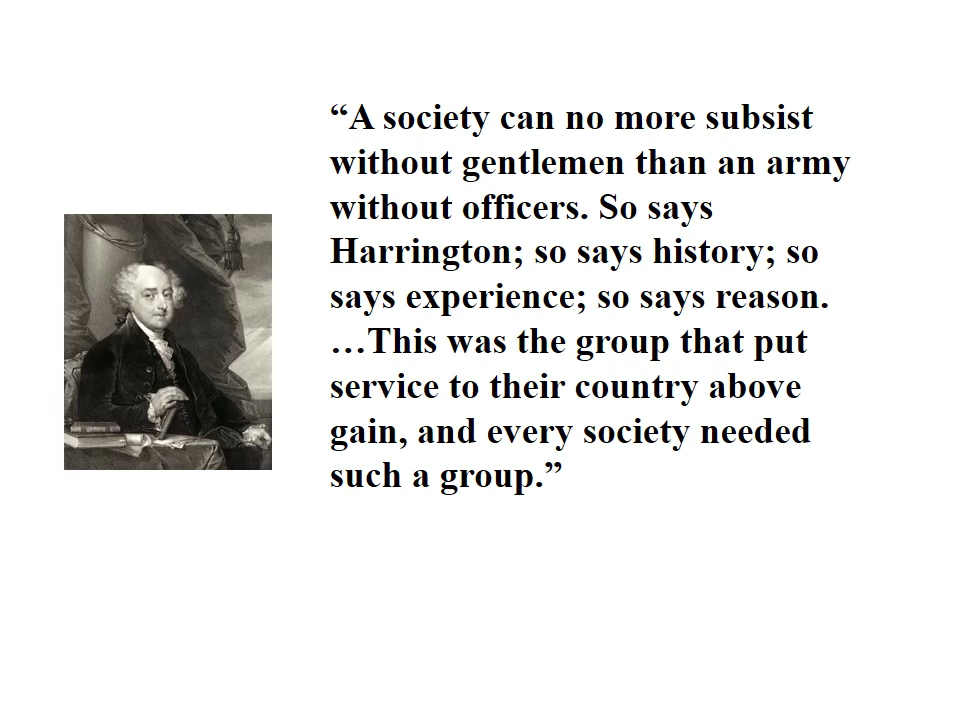 “A society can no more subsist
without gentlemen than an army
without officers. So says
Harrington; so says history; so
says experience; so says reason.
…This was the group that put
service to their country above
gain, and every society needed
such a group.”